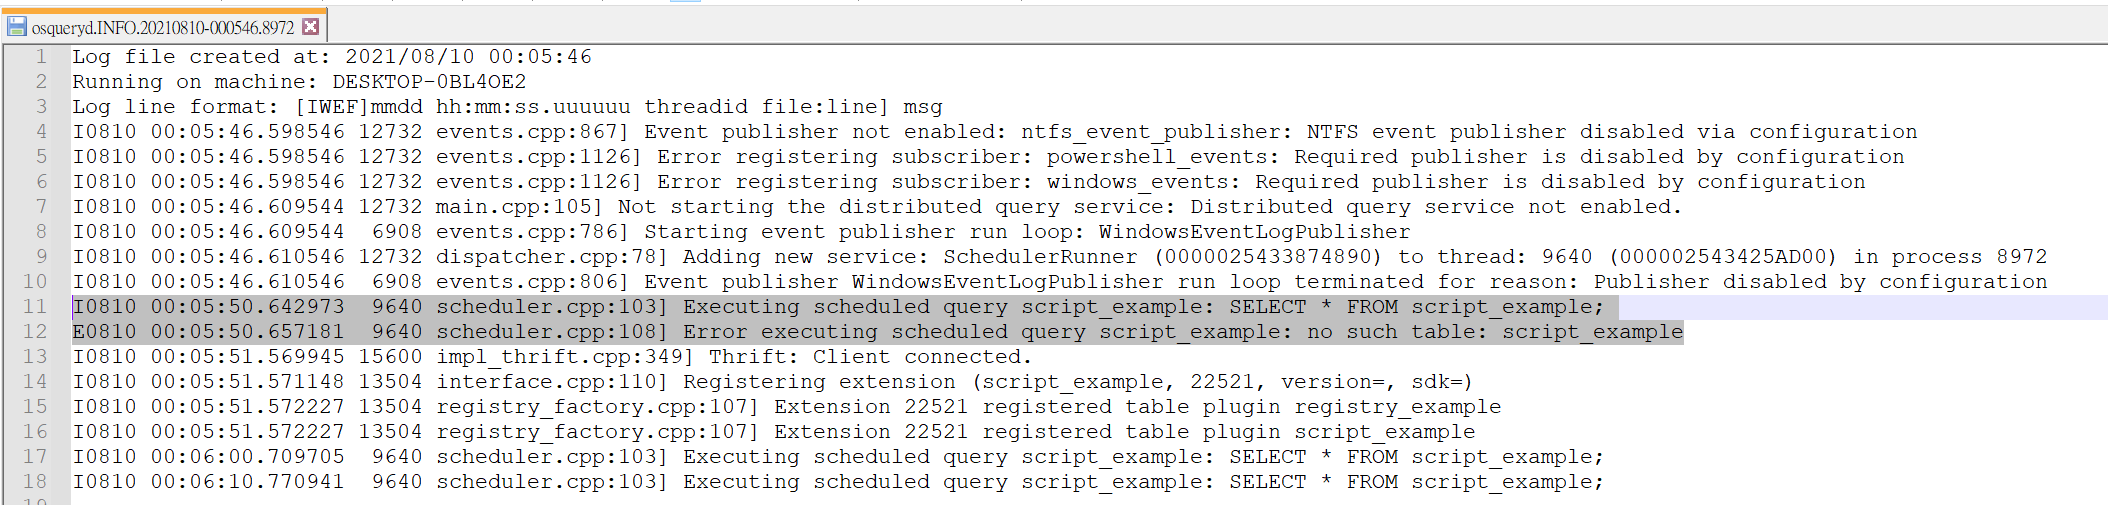 osqueryd.INFO.20210810-000546.8972
1 Log file created at: 2021/08/10 00:05:46
2 Running on machine: DESKTOP-0BL4OE2
3 Log line format: [IWEF]mmdd hh:mm:ss.uuuuuu threadid file:line] msg
4 I0810 00:05:46.598546 12732 events.cpp:867] Event publisher not enabled: ntfs_event_publisher: NTFS event publisher disabled via configuration
5 I0810 00:05:46.598546 12732 events.cpp:1126] Error registering subscriber: powershell_events: Required publisher is disabled by configuration
6 I0810 00:05:46.598546 12732 events.cpp:1126] Error registering subscriber: windows_events: Required publisher is disabled by configuration
7 I0810 00:05:46.609544 12732 main.cpp:105] Not starting the distributed query service: Distributed query service not enabled.
8 I0810 00:05:46.609544  6908 events.cpp:786] Starting event publisher run loop: WindowsEventLogPublisher
9 I0810 00:05:46.610546 12732 dispatcher.cpp:78] Adding new service: SchedulerRunner (0000025433874890) to thread: 9640 (000002543425AD00) in process 8972
10 I0810 00:05:46.610546  6908 events.cpp:806] Event publisher WindowsEventLogPublisher run loop terminated for reason: Publisher disabled by configuration
11 I0810 00:05:50.642973  9640 scheduler.cpp:103] Executing scheduled query script_example: SELECT * FROM script_example;
12 E0810 00:05:50.657181  9640 scheduler.cpp:108] Error executing scheduled query script_example: no such table: script_example
13 I0810 00:05:51.569945 15600 impl_thrift.cpp:349] Thrift: Client connected.
14 I0810 00:05:51.571148 13504 interface.cpp:110] Registering extension (script_example, 22521, version=, sdk=)
15 I0810 00:05:51.572227 13504 registry_factory.cpp:107] Extension 22521 registered table plugin registry_example
16 I0810 00:05:51.572227 13504 registry_factory.cpp:107] Extension 22521 registered table plugin script_example
17 I0810 00:06:00.709705  9640 scheduler.cpp:103] Executing scheduled query script_example: SELECT * FROM script_example;
18 I0810 00:06:10.770941  9640 scheduler.cpp:103] Executing scheduled query script_example: SELECT * FROM script_example;